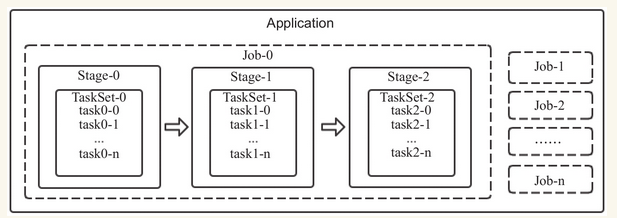 Application
Job-0
Stage-0
TaskSet-0
task0-0
task0-1
...
task0-n
Stage-1
TaskSet-1
task1-0
task1-1
...
task1-n
Stage-2
TaskSet-2
task2-0
task2-1
...
task2-n
Job-1
Job-2
......
Job-n